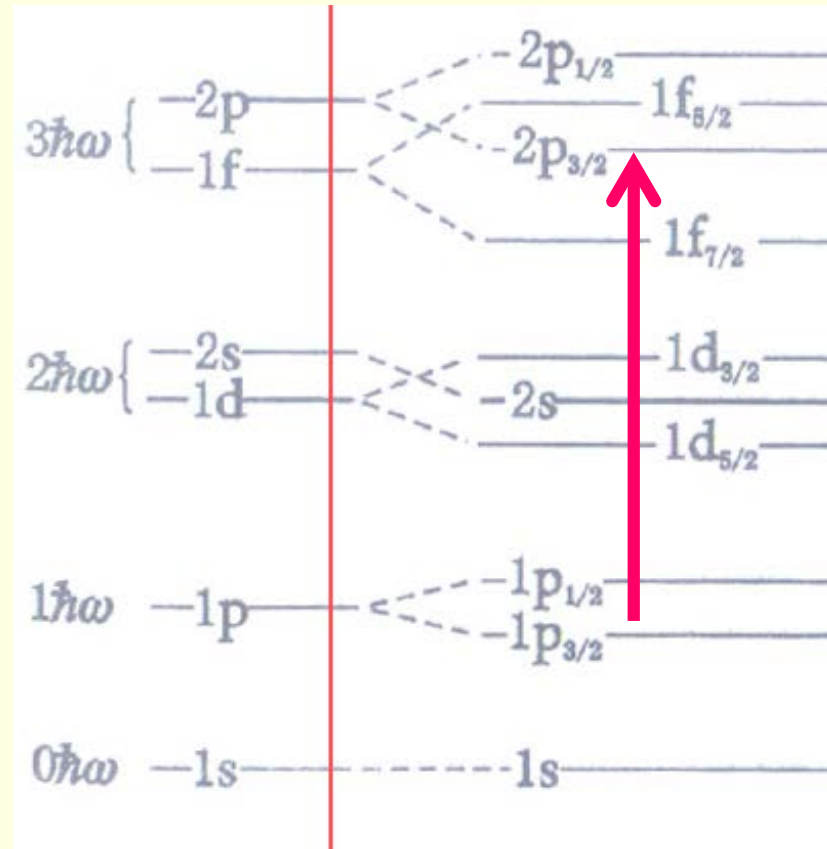 2p₁/₂
3ħω { 2p 1f₅/₂
1f 2p₃/₂
1f₇/₂
2ħω { 2s 1d₃/₂
1d 2s
1d₅/₂
1ħω 1p 1p₁/₂
1p₃/₂
0ħω 1s 1s